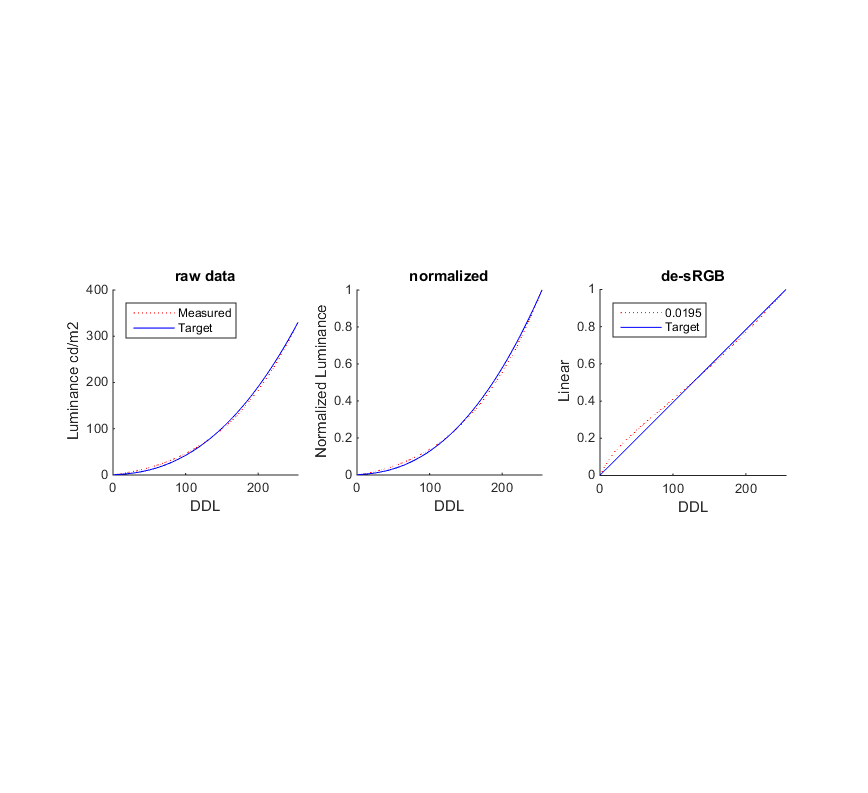 raw data
400
300
200
100
0
Luminance cd/m2
Measured
Target
0
100
200
DDL
normalized
1
0.8
0.6
0.4
0.2
0
Normalized Luminance
0
100
200
DDL
de-sRGB
1
0.8
0.6
0.4
0.2
0
Linear
0.0195
Target
0
100
200
DDL